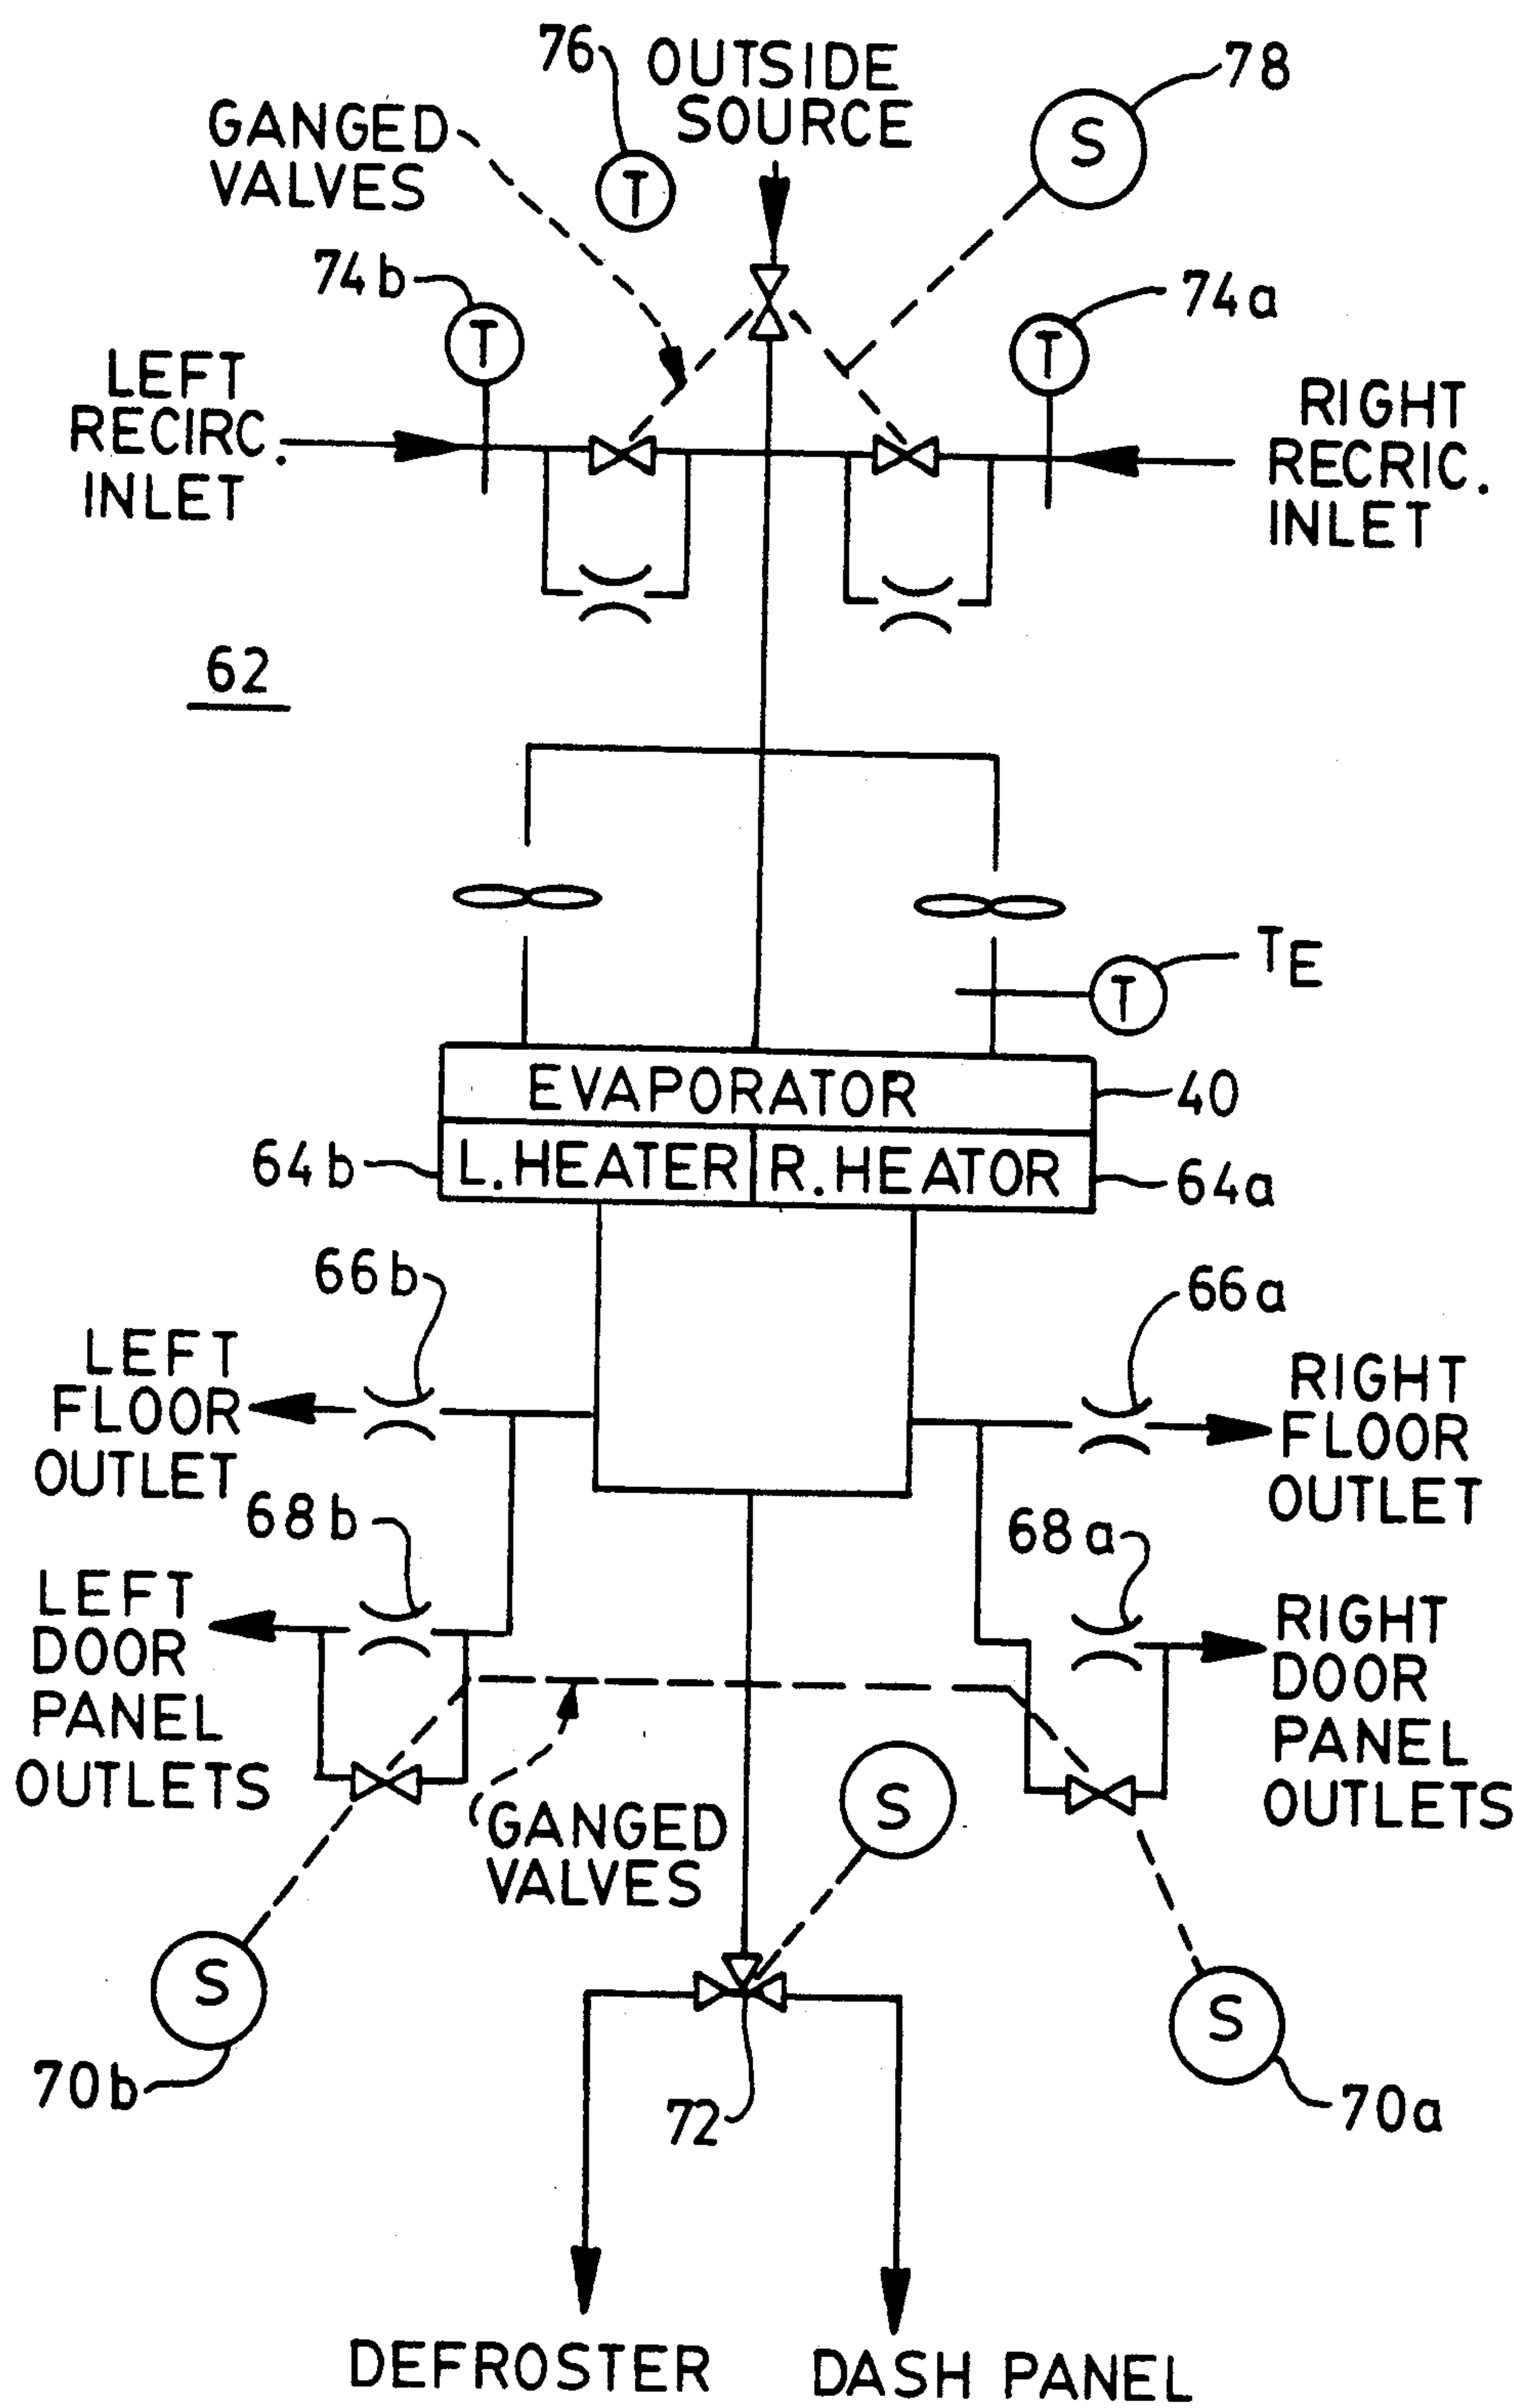 76
OUTSIDE
SOURCE
78
S
GANGED
VALVES
T
74b
T
74a
T
LEFT
RECIRC.
INLET
RIGHT
RECRIC.
INLET
62
TE
T
EVAPORATOR
40
64b
L.HEATER
R.HEATOR
64a
66b
66a
LEFT
FLOOR
OUTLET
RIGHT
FLOOR
OUTLET
68b
68a
LEFT
DOOR
PANEL
OUTLETS
RIGHT
DOOR
PANEL
OUTLETS
GANGED
VALVES
S
S
70b
S
70a
72
DEFROSTER
DASH PANEL